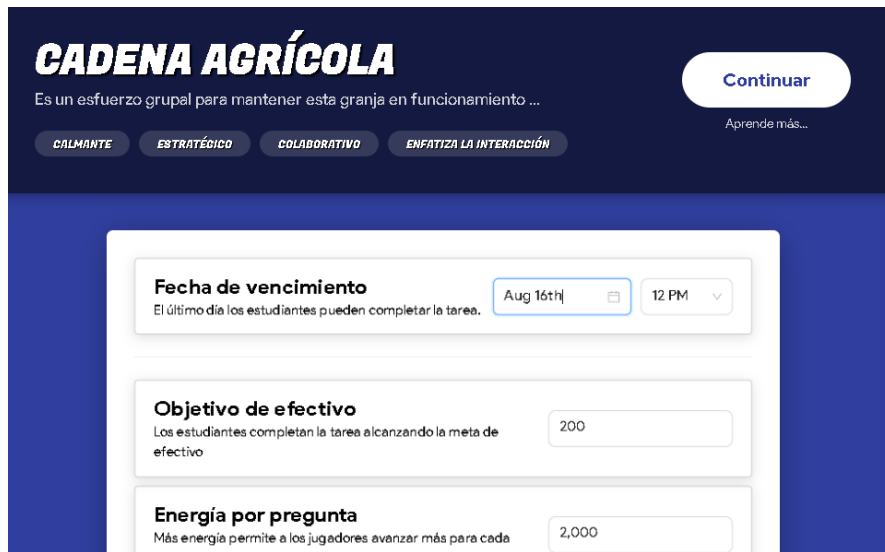 CADENA AGRÍCOLA
Es un esfuerzo grupal para mantener esta granja en funcionamiento ...
CALMANTE
ESTRATÉGICO
COLABORATIVO
ENFATIZA LA INTERACCIÓN
Continuar
Aprende más...
Fecha de vencimiento
El último día los estudiantes pueden completar la tarea.
Aug 16th
12 PM
Objetivo de efectivo
Los estudiantes completan la tarea alcanzando la meta de
efectivo
200
Energía por pregunta
Más energía permite a los jugadores avanzar más para cada
2,000